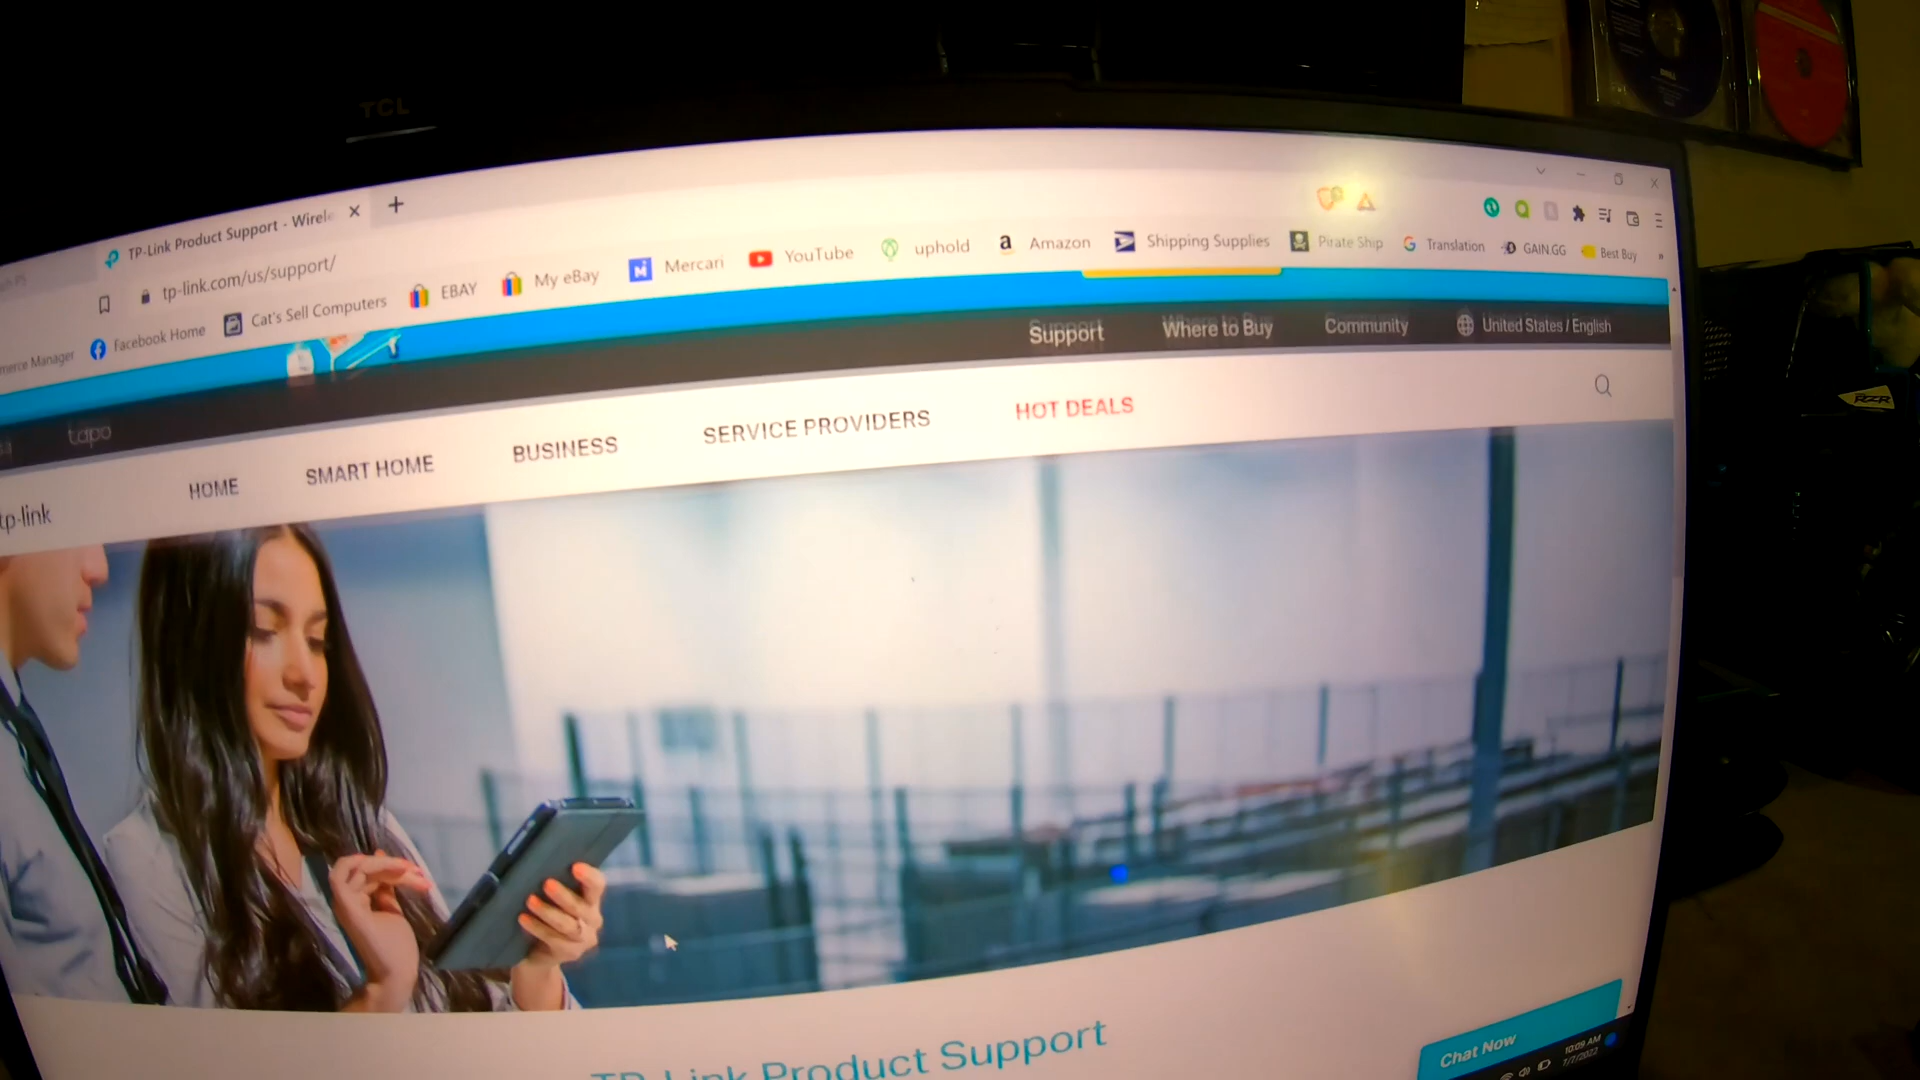 TCL
TP-Link Product Support - Wirel
tp-link.com/us/support/
merce Manager Facebook Home Cat's Sell Computers EBAY My eBay Mercari YouTube uphold Amazon Shipping Supplies Pirate Ship Translation GAIN.GG Best Buy »
tapo Support Where to Buy Community United States / English
tp-link HOME SMART HOME BUSINESS SERVICE PROVIDERS HOT DEALS
TP-Link Product Support
Chat Now
10:09 AM
7/7/2022
RZR